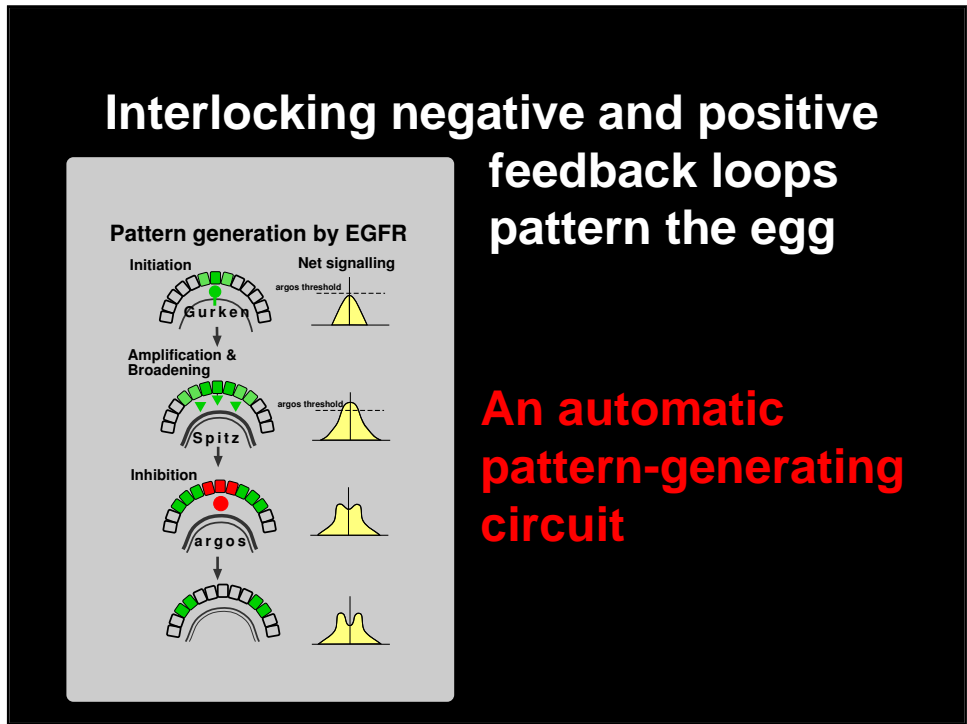 Interlocking negative and positive
feedback loops
pattern the egg
Pattern generation by EGFR
Initiation
Net signalling
argos threshold
Gurken
Amplification &
Broadening
argos threshold
Spitz
Inhibition
argos
An automatic
pattern-generating
circuit